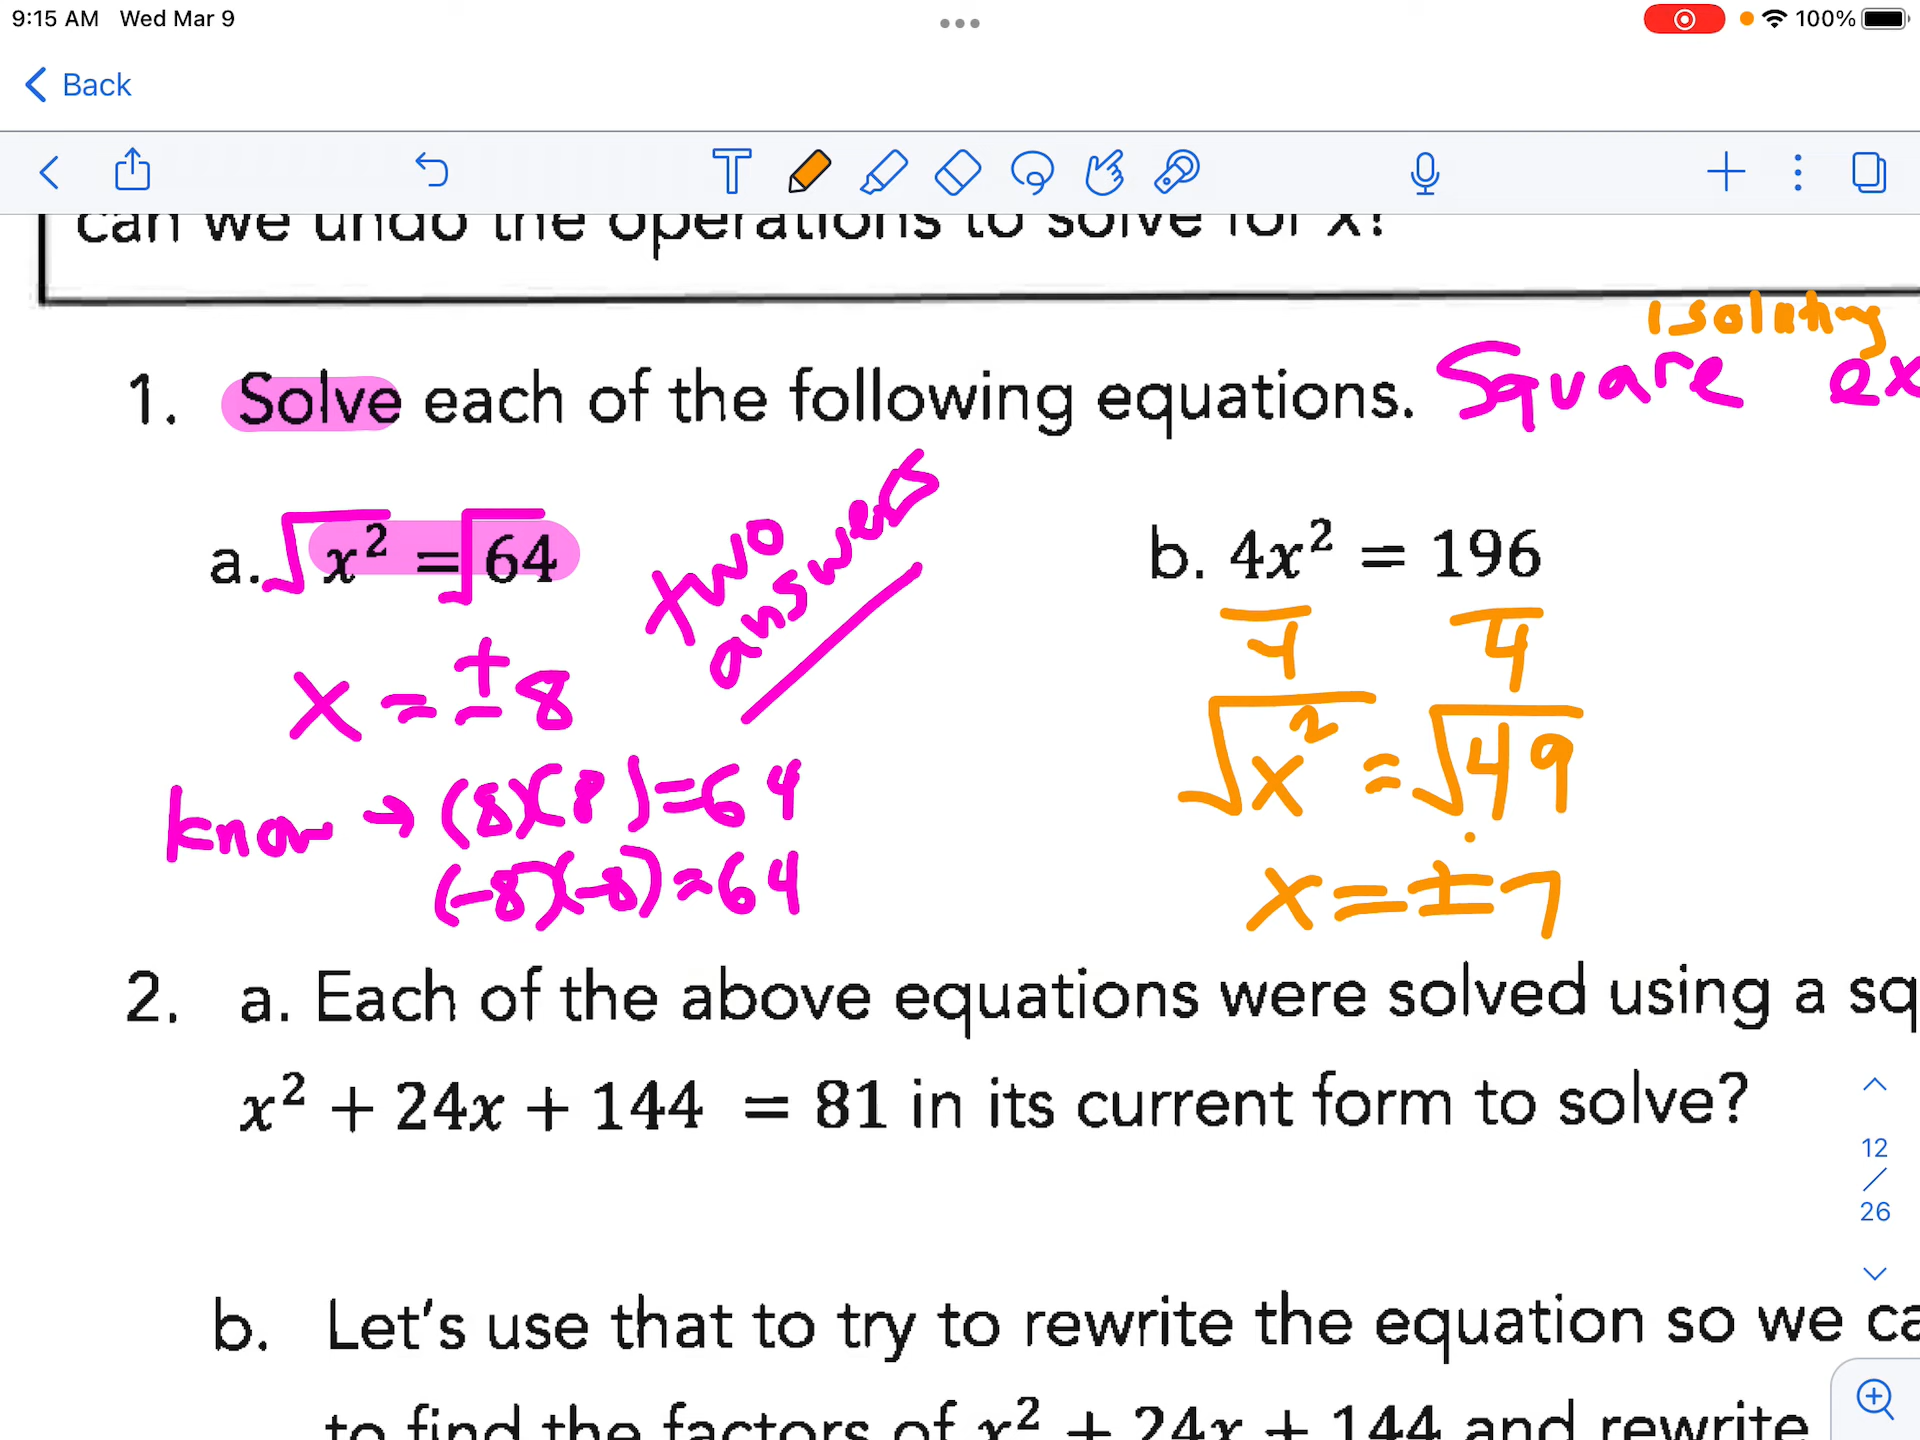 9:15 AM Wed Mar 9
100%
Back
can we undo the operations to solve for x?
isolating
1. Solve each of the following equations. Square ex
a. √x² = √64
two answers
b. 4x² = 196
4 4
x = ±8
√x² = √49
know → (8)(8) = 64
(-8)(-8) = 64
x = ±7
2. a. Each of the above equations were solved using a sq
x² + 24x + 144 = 81 in its current form to solve?
12
/
26
b. Let's use that to try to rewrite the equation so we ca
to find the factors of x² + 24x + 144 and rewrite